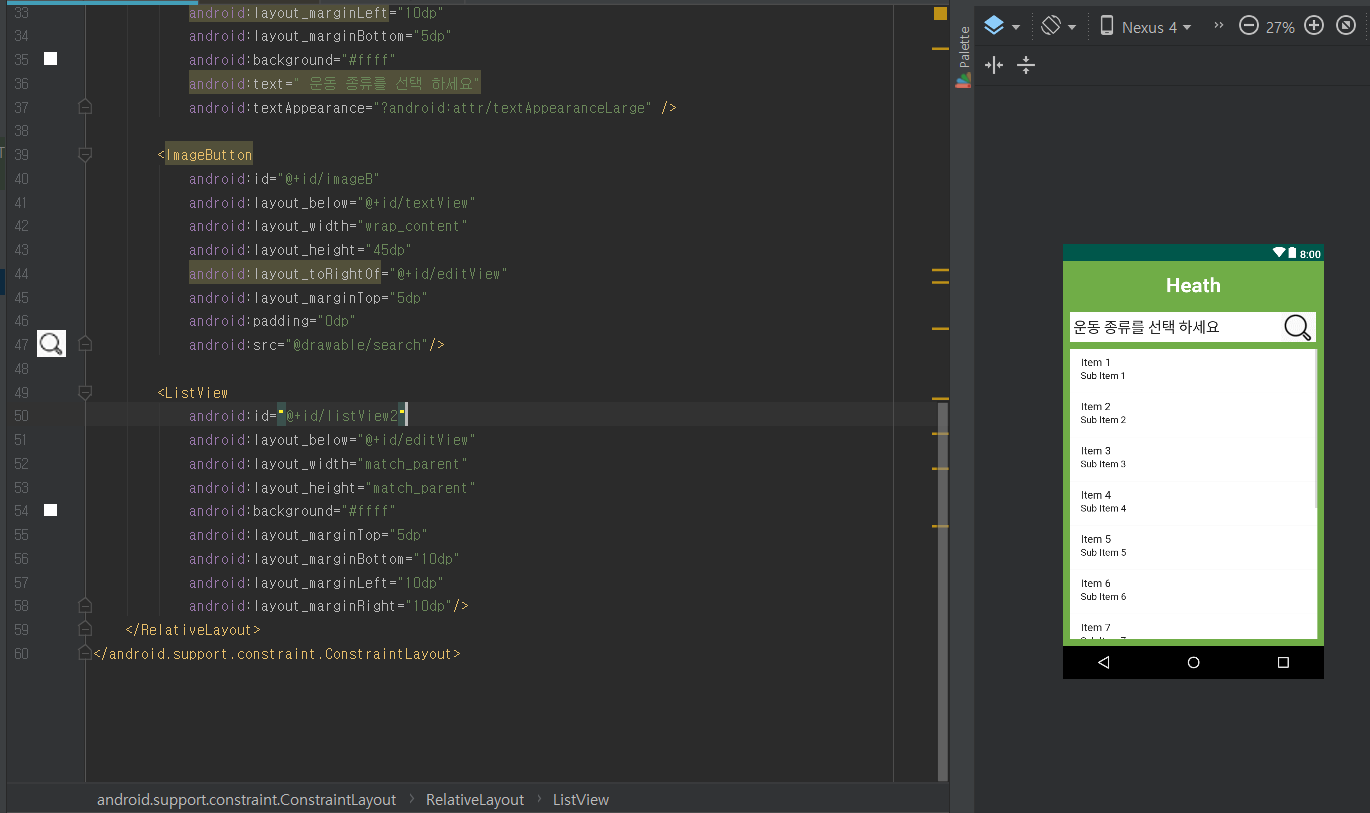 33 android:layout_marginLeft="10dp"
34 android:layout_marginBottom="5dp"
35 android:background="#ffff"
36 android:text=" 운동 종류를 선택 하세요"
37 android:textAppearance="?android:attr/textAppearanceLarge" />
38
39 <ImageButton
40 android:id="@+id/imageB"
41 android:layout_below="@+id/textView"
42 android:layout_width="wrap_content"
43 android:layout_height="45dp"
44 android:layout_toRightOf="@+id/editView"
45 android:layout_marginTop="5dp"
46 android:padding="0dp"
47 android:src="@drawable/search"/>
48
49 <ListView
50 android:id="@+id/listView2"
51 android:layout_below="@+id/editView"
52 android:layout_width="match_parent"
53 android:layout_height="match_parent"
54 android:background="#ffff"
55 android:layout_marginTop="5dp"
56 android:layout_marginBottom="10dp"
57 android:layout_marginLeft="10dp"
58 android:layout_marginRight="10dp"/>
59 </RelativeLayout>
60 </android.support.constraint.ConstraintLayout>
android.support.constraint.ConstraintLayout › RelativeLayout › ListView
Palette
Nexus 4 » 27%
8:00
Heath
운동 종류를 선택 하세요
Item 1
Sub Item 1
Item 2
Sub Item 2
Item 3
Sub Item 3
Item 4
Sub Item 4
Item 5
Sub Item 5
Item 6
Sub Item 6
Item 7